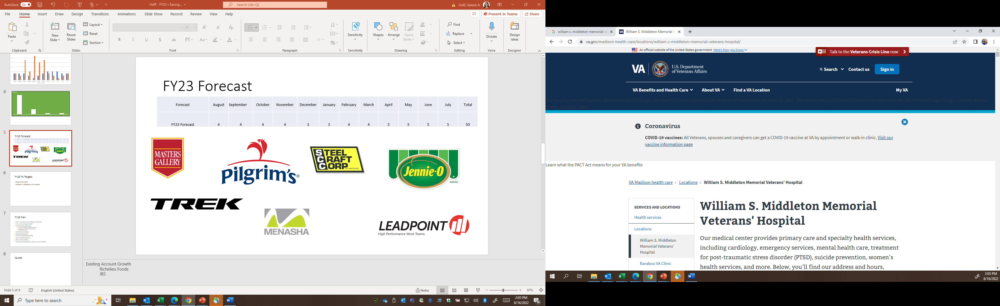 AutoSave On
Hoff - FY23 • Saving...
Search (Alt+Q)
Hoff, Valerie A
File Home Insert Draw Design Transitions Animations Slide Show Record Review View Help
Present in Teams
Share
Paste
New Slide
Reuse Slides
Layout
Reset
Section
28
B I U S ab AV Aa A
Sensitivity
Shapes
Arrange
Quick Styles
Find
Replace
Select
Dictate
Design Ideas
Clipboard Slides Font Paragraph Sensitivity Drawing Editing Voice Designer
4
5
FY23 Forecast
6
FY23 TA Targets
State of WI DOA
William S. Middleton VA Hospital
7
FY23 Plan
8
Quote
FY23 Forecast
Forecast August September October November December January February March April May June July Total
FY23 Forecast 4 4 4 4 3 3 4 4 5 5 5 5 50
MASTERS
GALLERY
Pilgrim's®
SCC
STEEL
CRAFT
CORP
OF HARTFORD
Jennie-O
BRAND
TREK
MENASHA
LEADPOINT
High Performance Work Teams.
Existing Account Growth
Richelieu Foods
JBS
Slide 5 of 9
English (United States)
Notes
97%
Type here to search
2:05 PM
8/16/2022
16
william s. middleton memorial ve
William S. Middleton Memorial V
va.gov/madison-health-care/locations/william-s-middleton-memorial-veterans-hospital/
An official website of the United States government Here's how you know
Talk to the Veterans Crisis Line now
VA
U.S. Department
of Veterans Affairs
Search
Contact us
Sign in
VA Benefits and Health Care
About VA
Find a VA Location
My VA
You're using Internet Explorer right now to access VA.gov. Microsoft stopped supporting all versions of this browser on June 15, 2022. This means that you'll need to switch to another browser, like Microsoft Edge, Google Chrome, Mozilla
Firefox, or Apple Safari.
Coronavirus
COVID-19 vaccines: All Veterans, spouses and caregivers can get a COVID-19 vaccine at VA by appointment or walk-in clinic. Visit our
vaccine information page
Learn what the PACT Act means for your VA benefits
VA Madison health care › Locations › William S. Middleton Memorial Veterans' Hospital
SERVICES AND LOCATIONS
Health services
Locations
William S. Middleton
Memorial Veterans'
Hospital
Baraboo VA Clinic
William S. Middleton Memorial
Veterans' Hospital
Our medical center provides primary care and specialty health services,
including cardiology, emergency services, mental health care, treatment
for post-traumatic stress disorder (PTSD), suicide prevention, women's
health services, and more. Below, you'll find our address and hours,
2:05 PM
8/16/2022